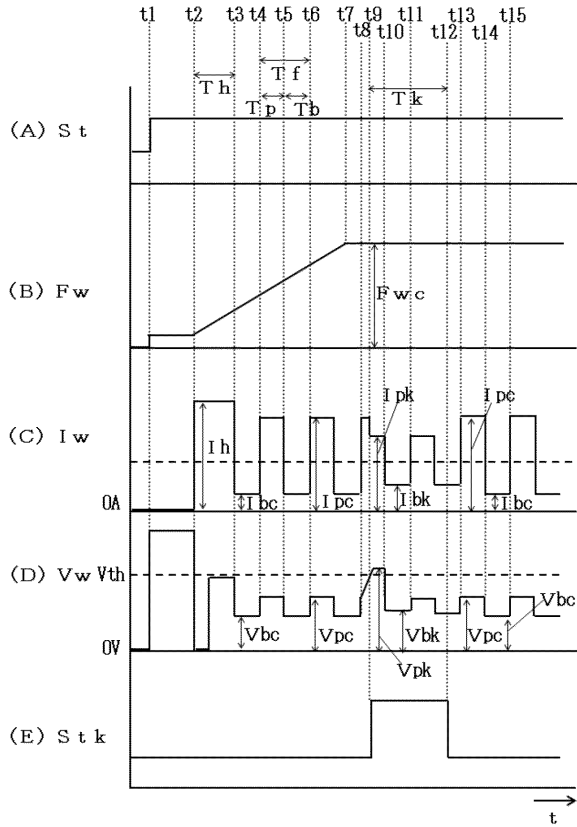 t1 t2 t3 t4 t5 t6 t7 t8 t9 t10 t11 t12 t13 t14 t15
Tf
Th
Tk
Tp Tb
(A) St
(B) Fw
Fwc
Ipk Ipc
(C) Iw
Ih
0A
Ibc Ipc Ibk Ibc
(D) Vw Vth
Vbc
0V
Vbc Vpc Vbk Vpc
Vpk
(E) Stk
t